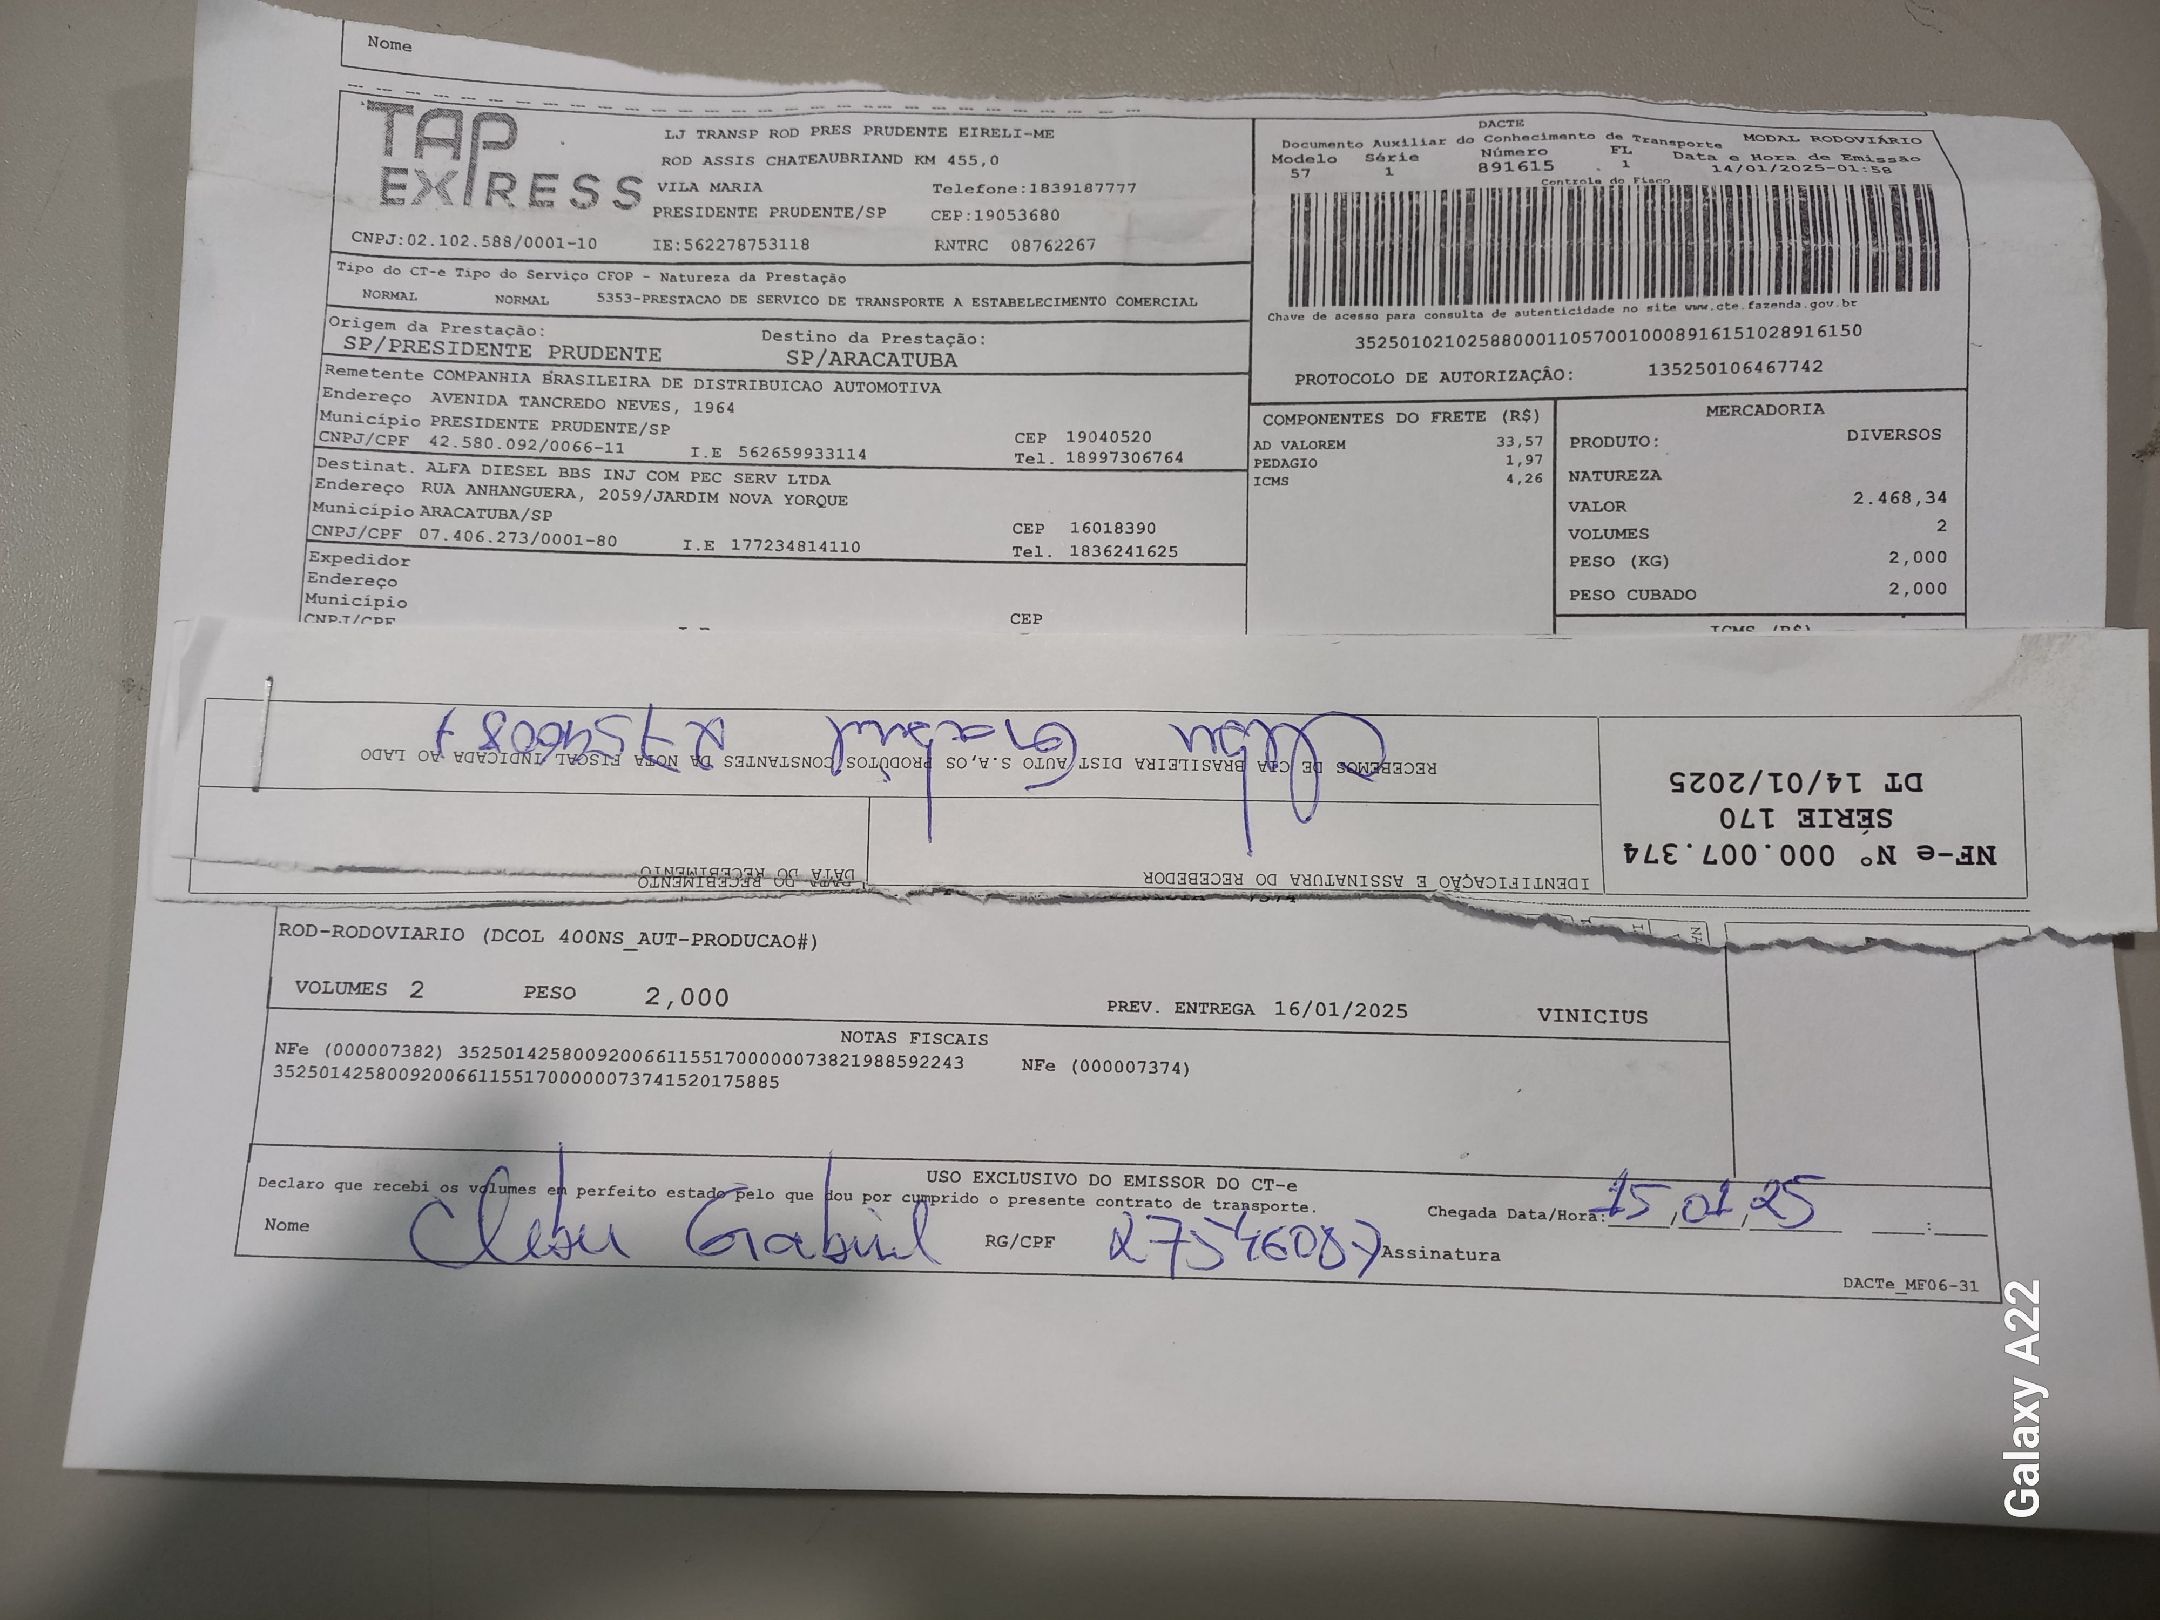 Nome
TAP EXPRESS
LJ TRANSP ROD PRES PRUDENTE EIRELI-ME
ROD ASSIS CHATEAUBRIAND KM 455,0
VILA MARIA Telefone:1839187777
PRESIDENTE PRUDENTE/SP CEP:19053680
CNPJ:02.102.588/0001-10 IE:562278753118 RNTRC 08762267
Tipo do CT-e Tipo do Serviço CFOP - Natureza da Prestação
NORMAL NORMAL 5353-PRESTACAO DE SERVICO DE TRANSPORTE A ESTABELECIMENTO COMERCIAL
Origem da Prestação: Destino da Prestação:
SP/PRESIDENTE PRUDENTE SP/ARACATUBA
Remetente COMPANHIA BRASILEIRA DE DISTRIBUICAO AUTOMOTIVA
Endereço AVENIDA TANCREDO NEVES, 1964
Município PRESIDENTE PRUDENTE/SP CEP 19040520
CNPJ/CPF 42.580.092/0066-11 I.E 562659933114 Tel. 18997306764
Destinat. ALFA DIESEL BBS INJ COM PEC SERV LTDA
Endereço RUA ANHANGUERA, 2059/JARDIM NOVA YORQUE
Município ARACATUBA/SP CEP 16018390
CNPJ/CPF 07.406.273/0001-80 I.E 177234814110 Tel. 1836241625
Expedidor
Endereço
Município
CNPJ/CPF CEP
DACTE
Documento Auxiliar do Conhecimento de Transporte MODAL RODOVIÁRIO
Modelo Série Número FL Data e Hora de Emissão
57 1 891615 1 14/01/2025-01:58
Controle do Fisco
Chave de acesso para consulta de autenticidade no site www.cte.fazenda.gov.br
35250102102588000110570010008916151028916150
PROTOCOLO DE AUTORIZAÇÂO: 135250106467742
COMPONENTES DO FRETE (R$)
AD VALOREM 33,57
PEDAGIO 1,97
ICMS 4,26
MERCADORIA
PRODUTO: DIVERSOS
NATUREZA
VALOR 2.468,34
VOLUMES 2
PESO (KG) 2,000
PESO CUBADO 2,000
ICMS (R$)
IDENTIFICAÇÃO E ASSINATURA DO RECEBEDOR
DATA DO RECEBIMENTO
DATA DO RECEBIMENTO
RECEBEMOS DE CIA BRASILEIRA DIST AUTO S.A,OS PRODUTOS CONSTANTES DA NOTA FISCAL INDICADA AO LADO
Cleber Gabriel 27546087
NF-e Nº 000.007.374
SÉRIE 170
DT 14/01/2025
ROD-RODOVIARIO (DCOL 400NS_AUT-PRODUCAO#)
VOLUMES 2 PESO 2,000 PREV. ENTREGA 16/01/2025 VINICIUS
NOTAS FISCAIS
NFe (000007382) 35250142580092006611551700000073821988592243 NFe (000007374)
35250142580092006611551700000073741520175885
USO EXCLUSIVO DO EMISSOR DO CT-e
Declaro que recebi os volumes em perfeito estado pelo que dou por cumprido o presente contrato de transporte.
Chegada Data/Hora: 15/01/25 :
Nome Cleber Gabriel RG/CPF 27546087 Assinatura
DACTe_MF06-31
Galaxy A22